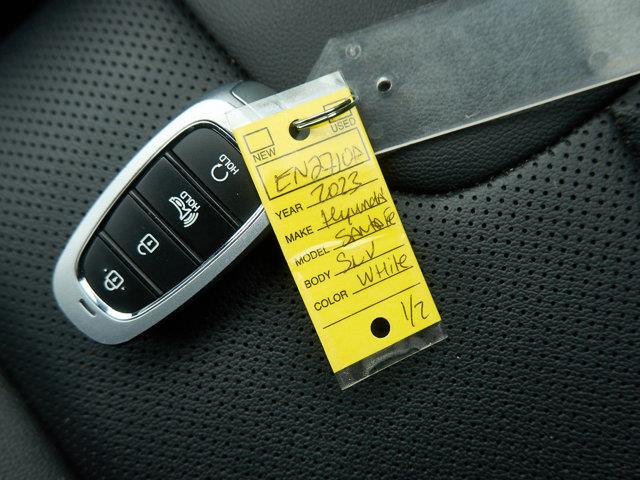 NEW
USED
EN2710A
YEAR 2023
MAKE Hyundai
MODEL SANTA Fe
BODY SUV
COLOR WHite
1/2
HOLD
HOLD